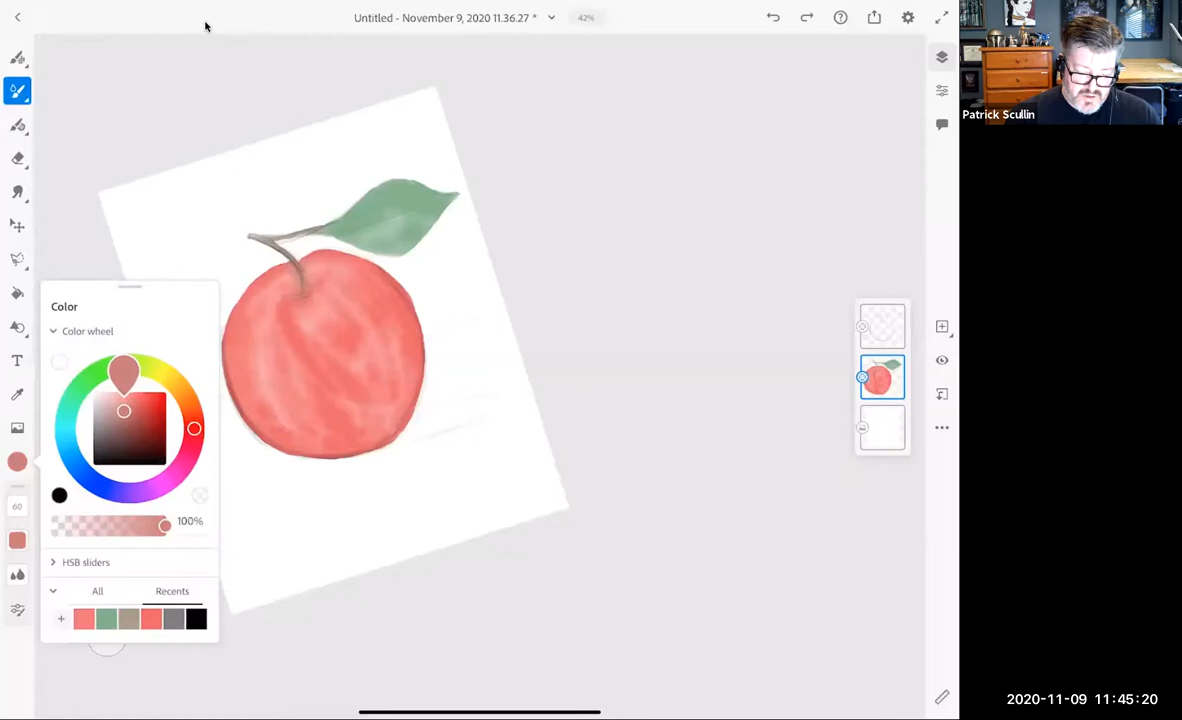 Untitled - November 9, 2020 11.36.27 *
42%
Patrick Scullin
T
Color
Color wheel
60
100%
HSB sliders
All
Recents
2020-11-09 11:45:20